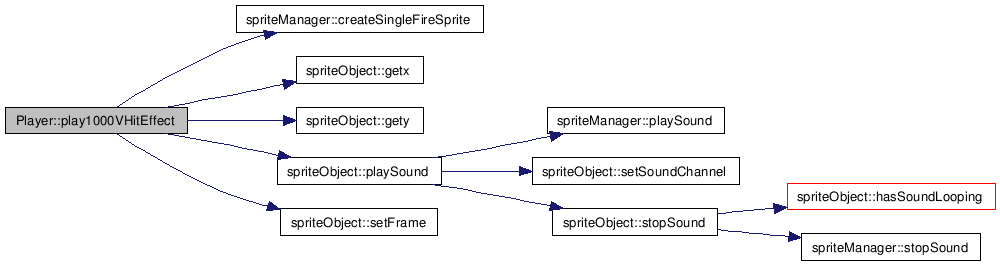 spriteManager::createSingleFireSprite
spriteObject::getx
Player::play1000VHitEffect
spriteObject::gety
spriteManager::playSound
spriteObject::playSound
spriteObject::setSoundChannel
spriteObject::hasSoundLooping
spriteObject::setFrame
spriteObject::stopSound
spriteManager::stopSound